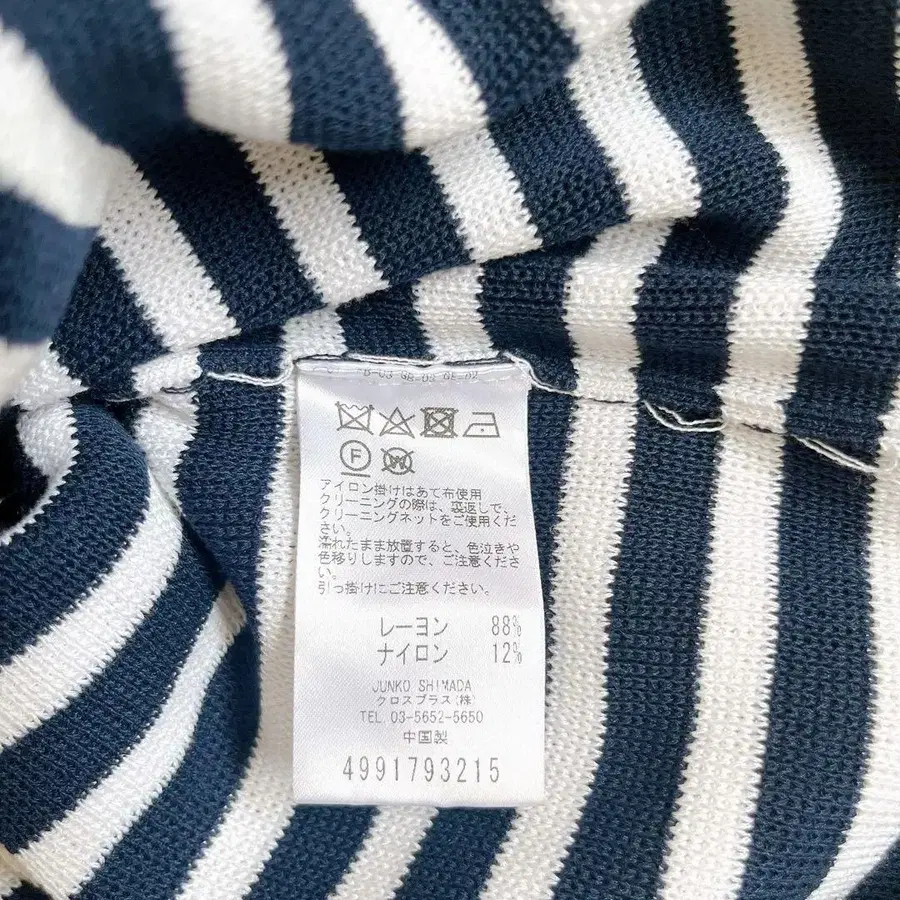 F
W
アイロン掛けはあて布使用
クリーニングの際は、裏返しで、
クリーニングネットをご使用くだ
さい。
濡れたまま放置すると、色泣きや
色移りしますので、ご注意くださ
い。
引っ掛けにご注意ください。
レーヨン 88%
ナイロン 12%
JUNKO SHIMADA
クロスプラス(株)
TEL. 03-5652-5650
中国製
4991793215